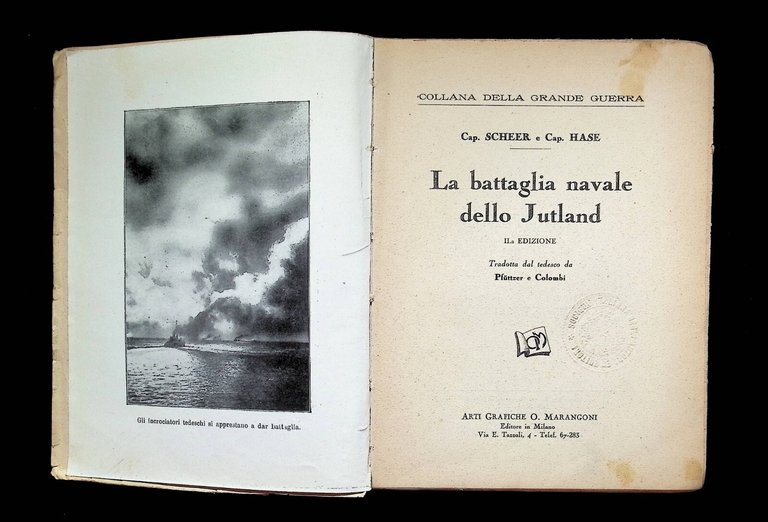 Gli incrociatori tedeschi si apprestano a dar battaglia.
COLLANA DELLA GRANDE GUERRA
Cap. SCHEER e Cap. HASE
La battaglia navale
dello Jutland
IIa EDIZIONE
Tradotta dal tedesco da
Pfüttzer e Colombi
ARTI GRAFICHE O. MARANGONI
Editore in Milano
Via E. Tazzoli, 4 - Telef. 67-283